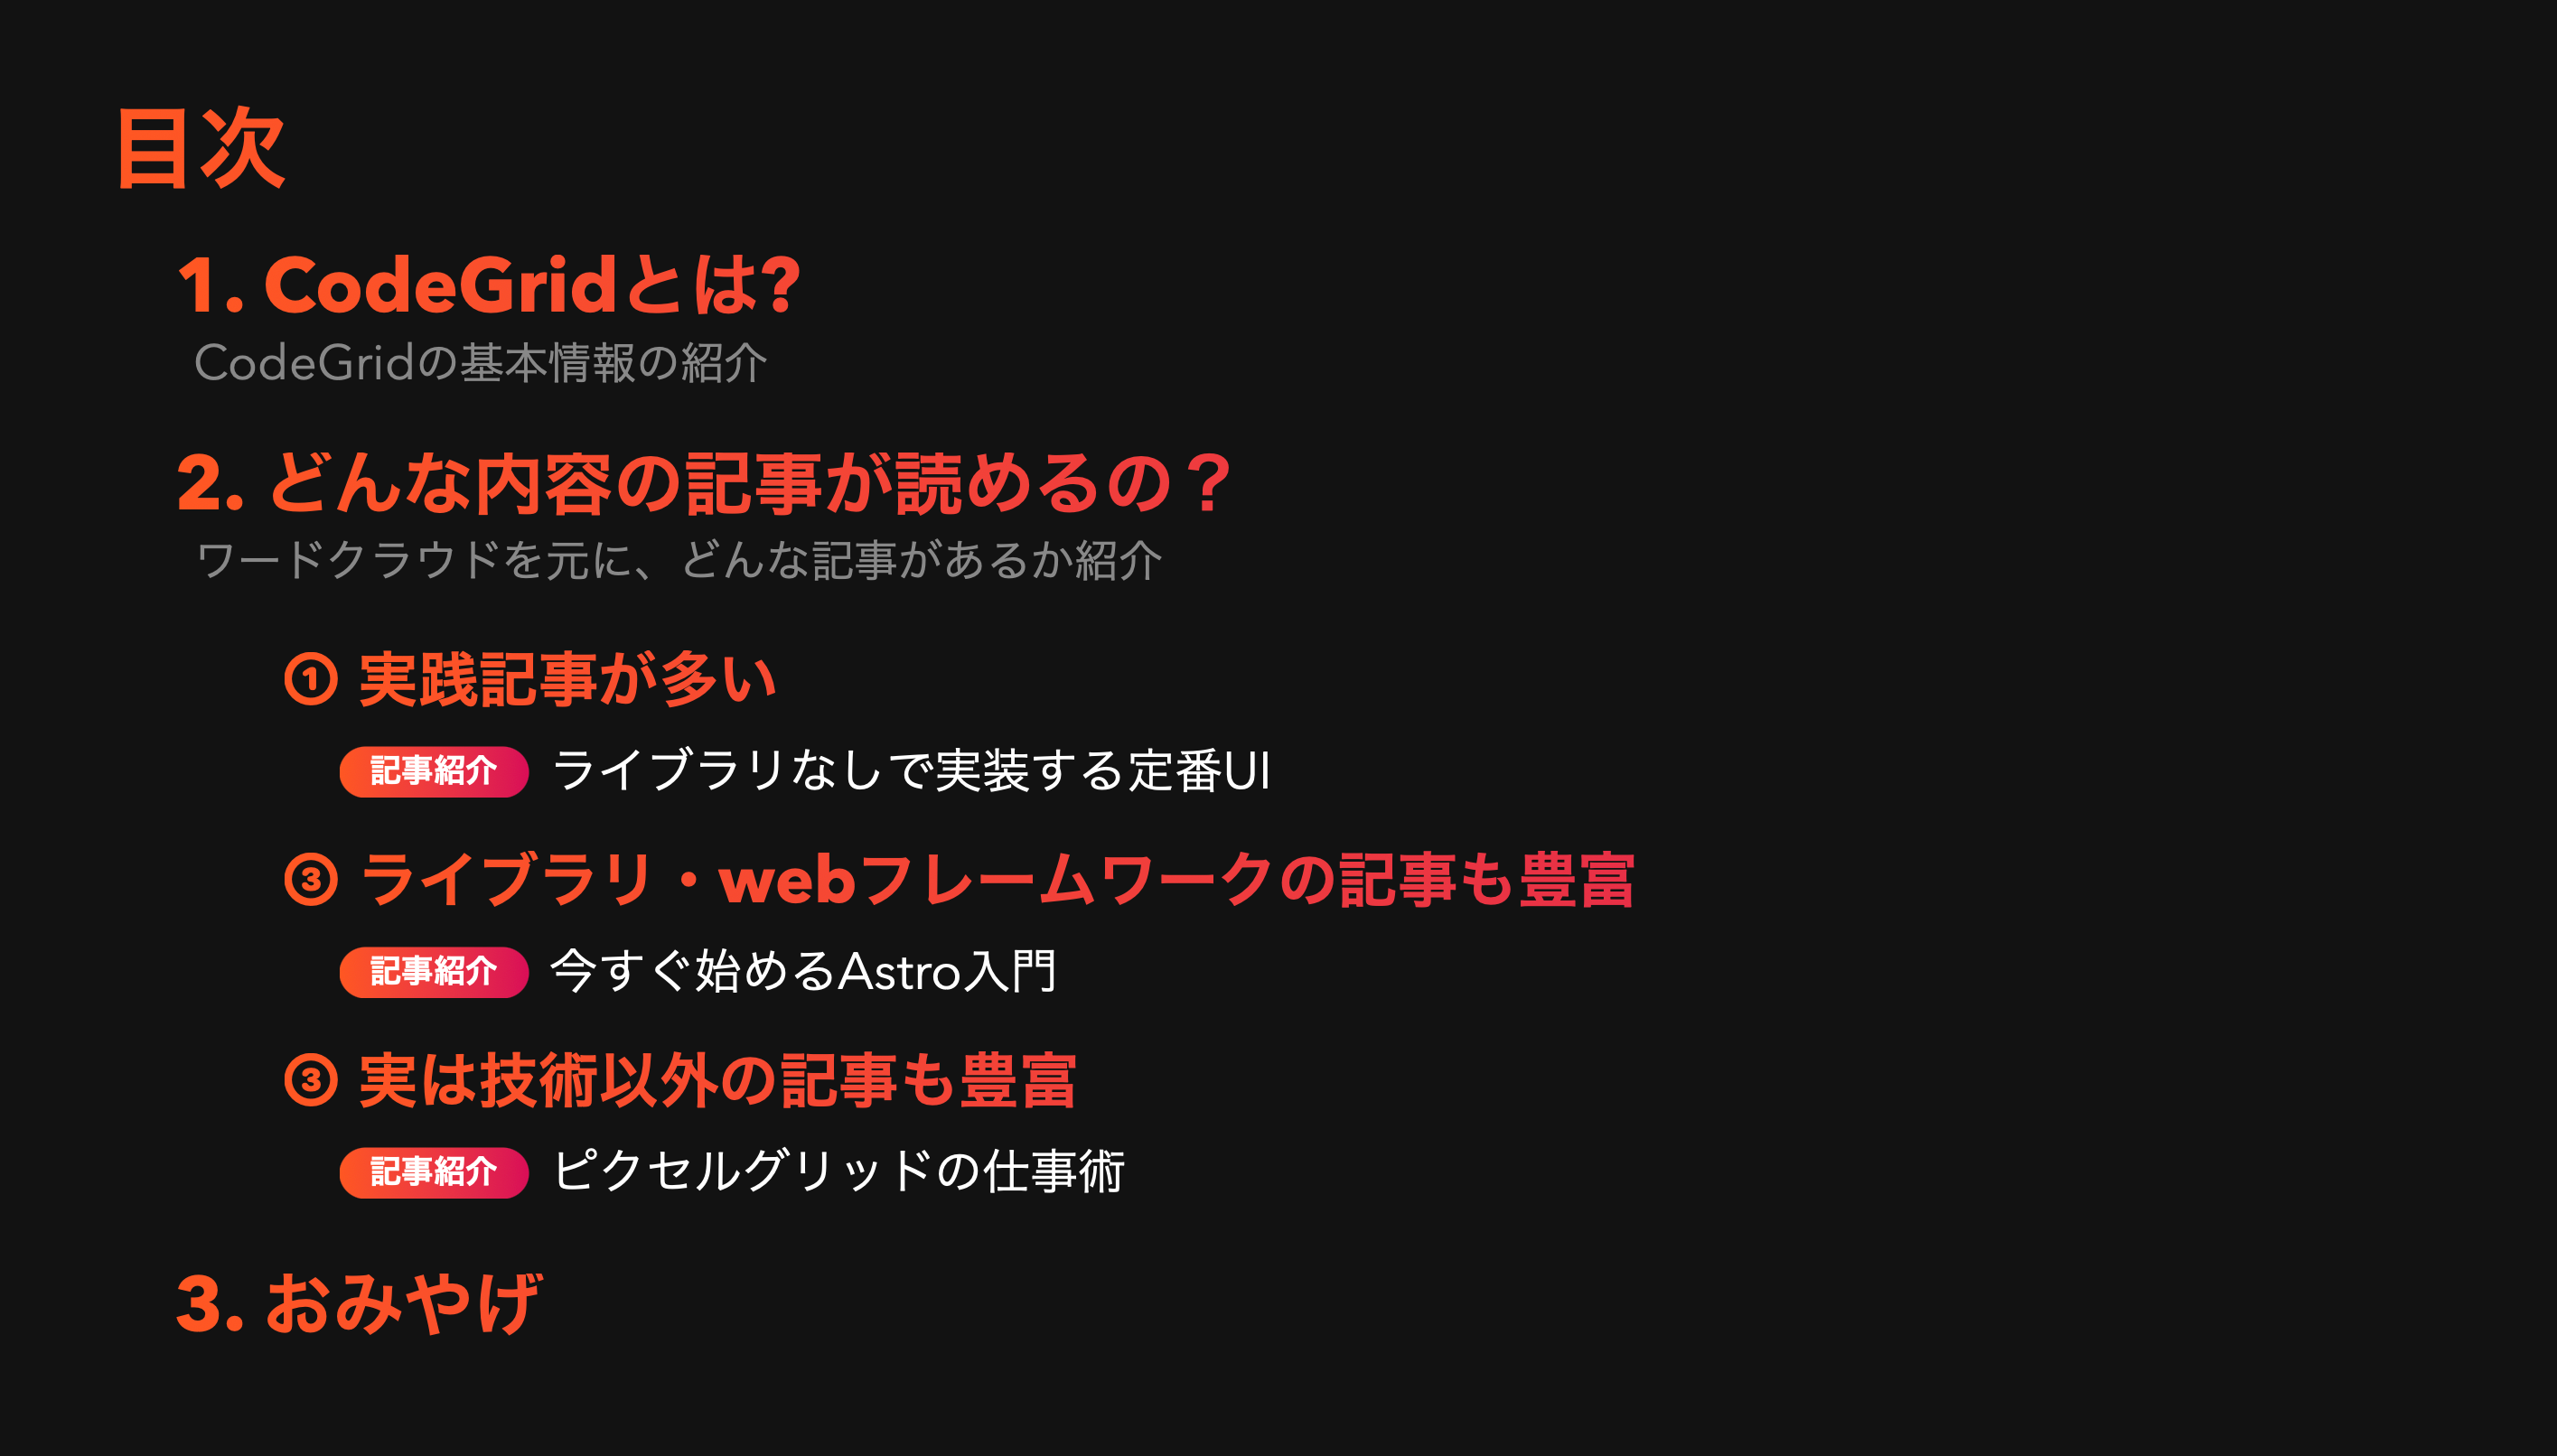 目次
1. CodeGridとは?
CodeGridの基本情報の紹介
2. どんな内容の記事が読めるの？
ワードクラウドを元に、どんな記事があるか紹介
① 実践記事が多い
記事紹介 ライブラリなしで実装する定番UI
③ ライブラリ・webフレームワークの記事も豊富
記事紹介 今すぐ始めるAstro入門
③ 実は技術以外の記事も豊富
記事紹介 ピクセルグリッドの仕事術
3. おみやげ